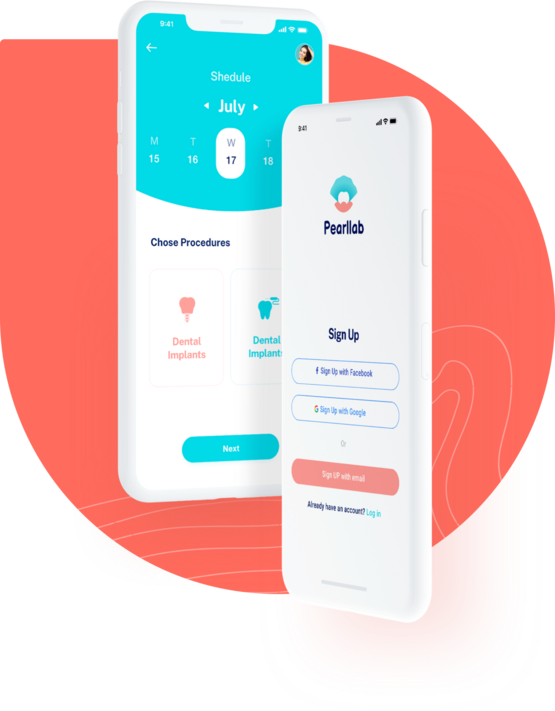 9:41
Shedule
July
M T W T
15 16 17 18
Chose Procedures
Dental
Implants
Dental
Implants
Next
9:41
Pearllab
Sign Up
f Sign Up with Facebook
G Sign Up with Google
Or
Sign UP with email
Already have an account? Log in